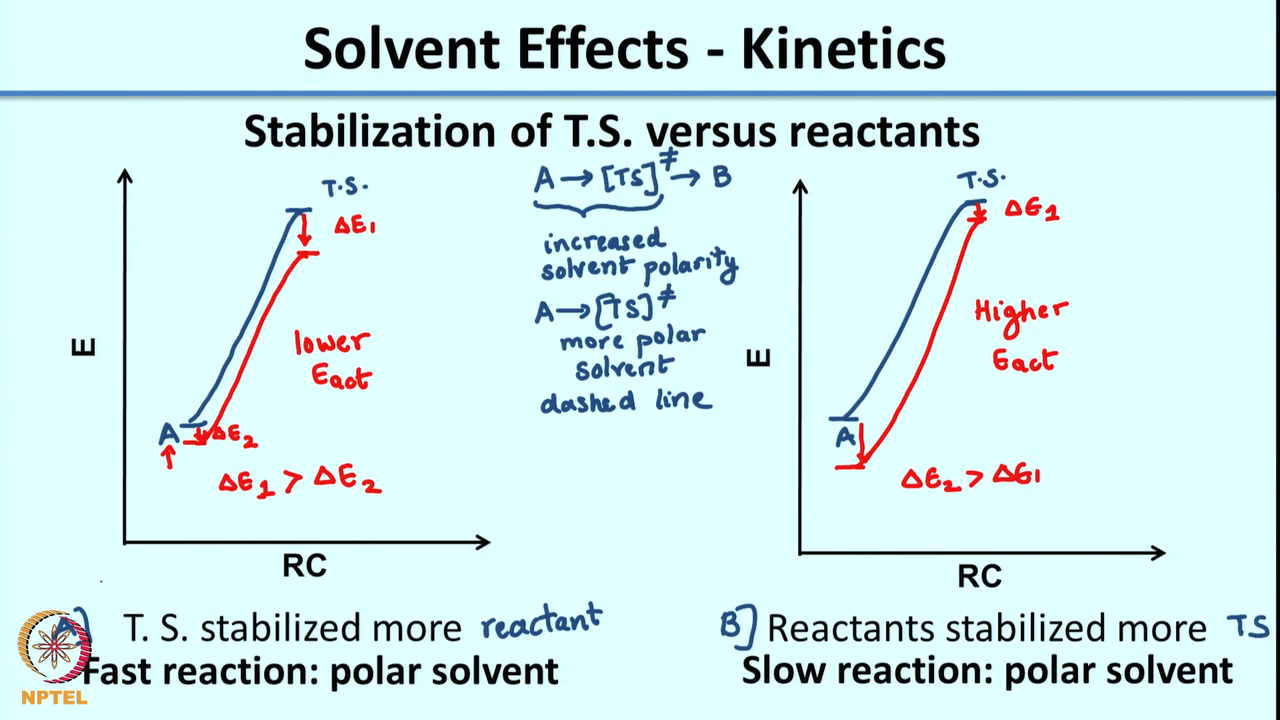 Solvent Effects - Kinetics
Stabilization of T.S. versus reactants
T.S.
ΔE₁
E
lower
Eact
A
ΔE₂
ΔE₁ > ΔE₂
RC
A → [TS]≠ → B
increased
solvent polarity
A → [TS]≠
more polar
solvent
dashed line
T.S.
ΔE₁
E
Higher
Eact
A
ΔE₂ > ΔE₁
RC
A] T. S. stabilized more reactant
Fast reaction: polar solvent
B] Reactants stabilized more TS
Slow reaction: polar solvent
NPTEL